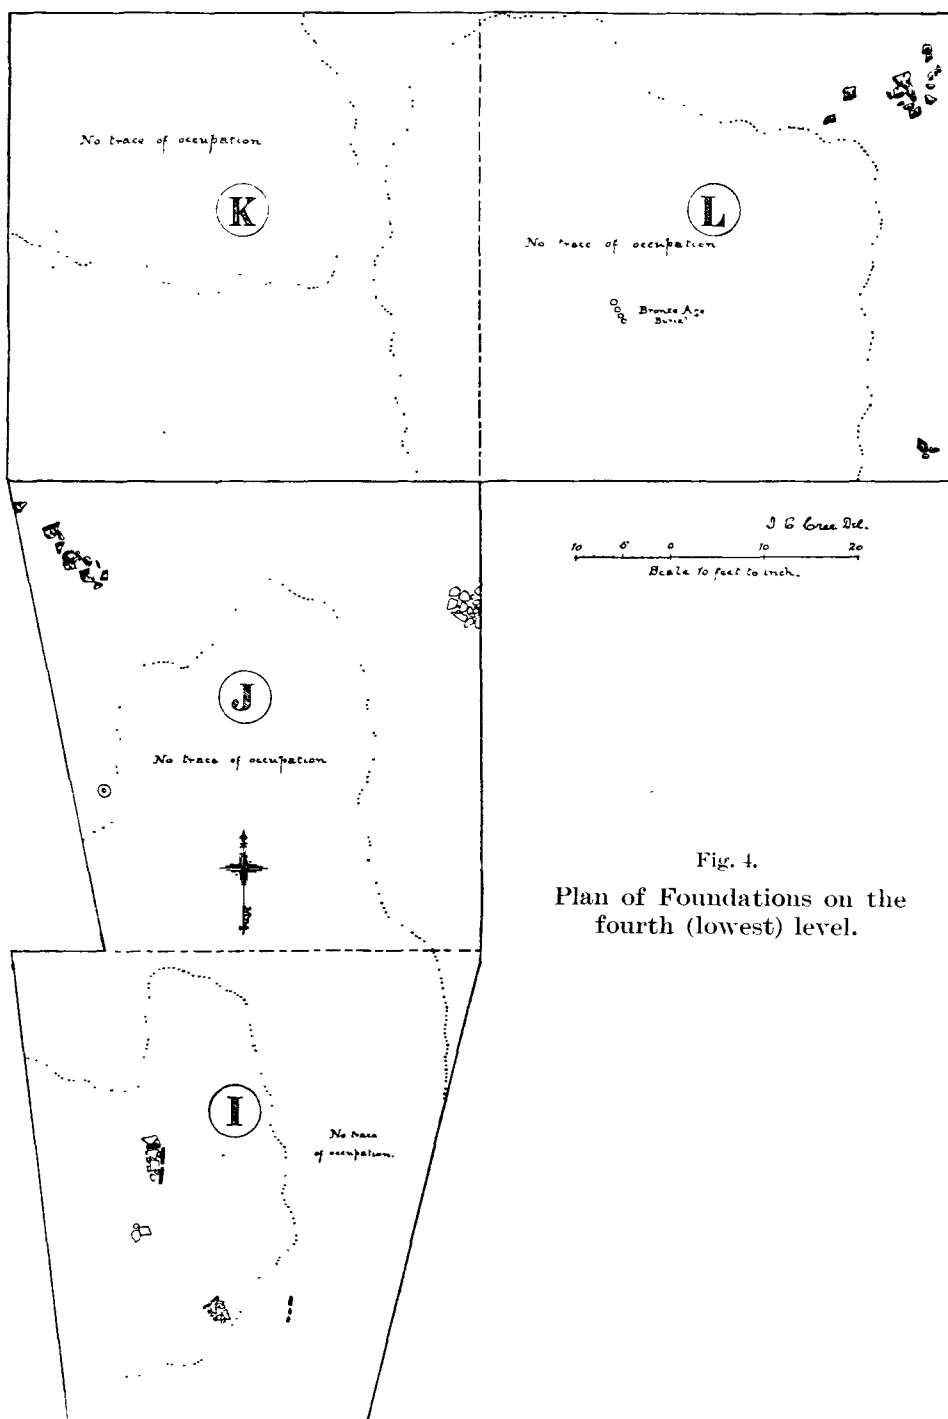 No trace of occupation
K
L
No trace of occupation
Bronze Age
Burial
J E Cree Del.
10 5 0 10 20
Scale 10 feet to inch.
J
No trace of occupation
Fig. 4.
Plan of Foundations on the
fourth (lowest) level.
I
No trace
of occupation.